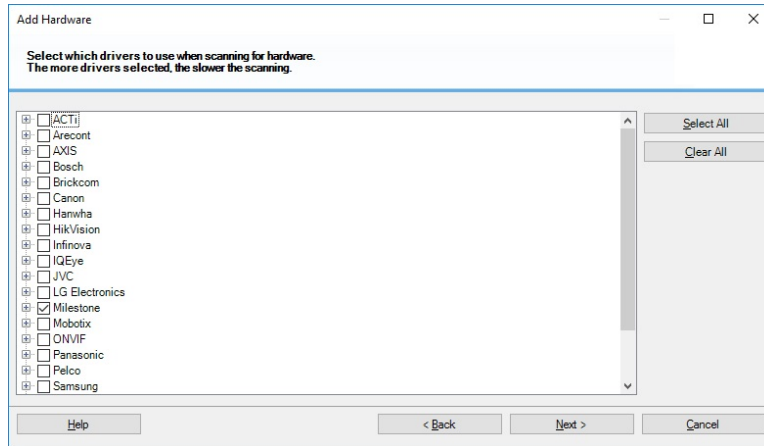 Add Hardware
Select which drivers to use when scanning for hardware.
The more drivers selected, the slower the scanning.
ACTi
Arecont
AXIS
Bosch
Brickcom
Canon
Hanwha
HikVision
Infinova
IQEye
JVC
LG Electronics
Milestone
Mobotix
ONVIF
Panasonic
Pelco
Samsung
Select All
Clear All
Help
< Back
Next >
Cancel